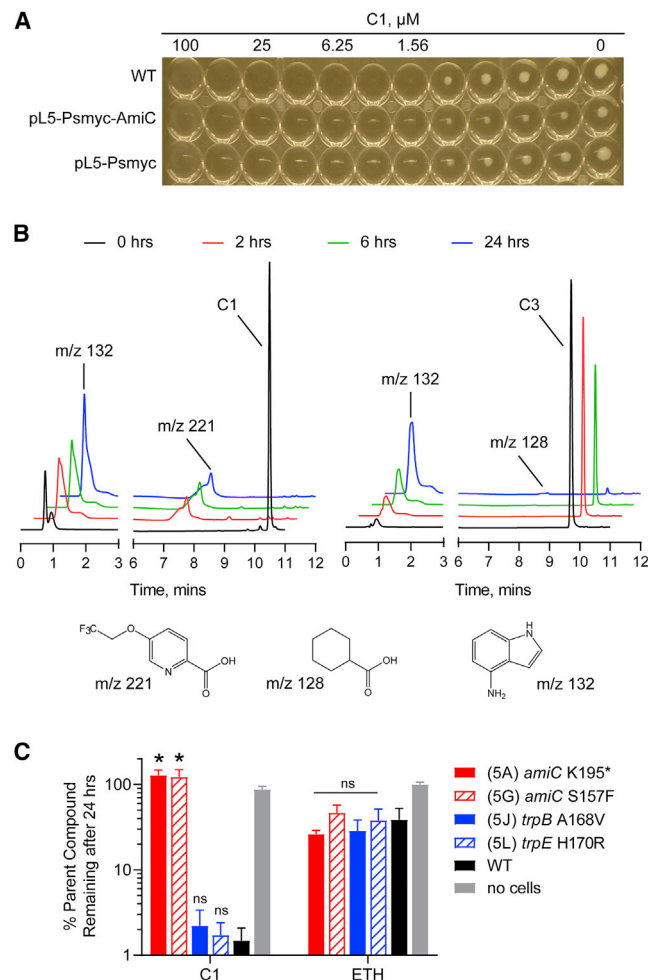 A
C1, µM
100 25 6.25 1.56 0
WT
pL5-Psmyc-AmiC
pL5-Psmyc
B
0 hrs 2 hrs 6 hrs 24 hrs
C1
m/z 132
m/z 221
C3
m/z 132
m/z 128
0 1 2 3 6 7 8 9 10 11 12
Time, mins
0 1 2 3 6 7 8 9 10 11 12
Time, mins
F₃C O N OH O
m/z 221
OH O
m/z 128
H N NH₂
m/z 132
C
% Parent Compound
Remaining after 24 hrs
100
10
1
* *
ns ns
ns
C1 ETH
(5A) amiC K195*
(5G) amiC S157F
(5J) trpB A168V
(5L) trpE H170R
WT
no cells